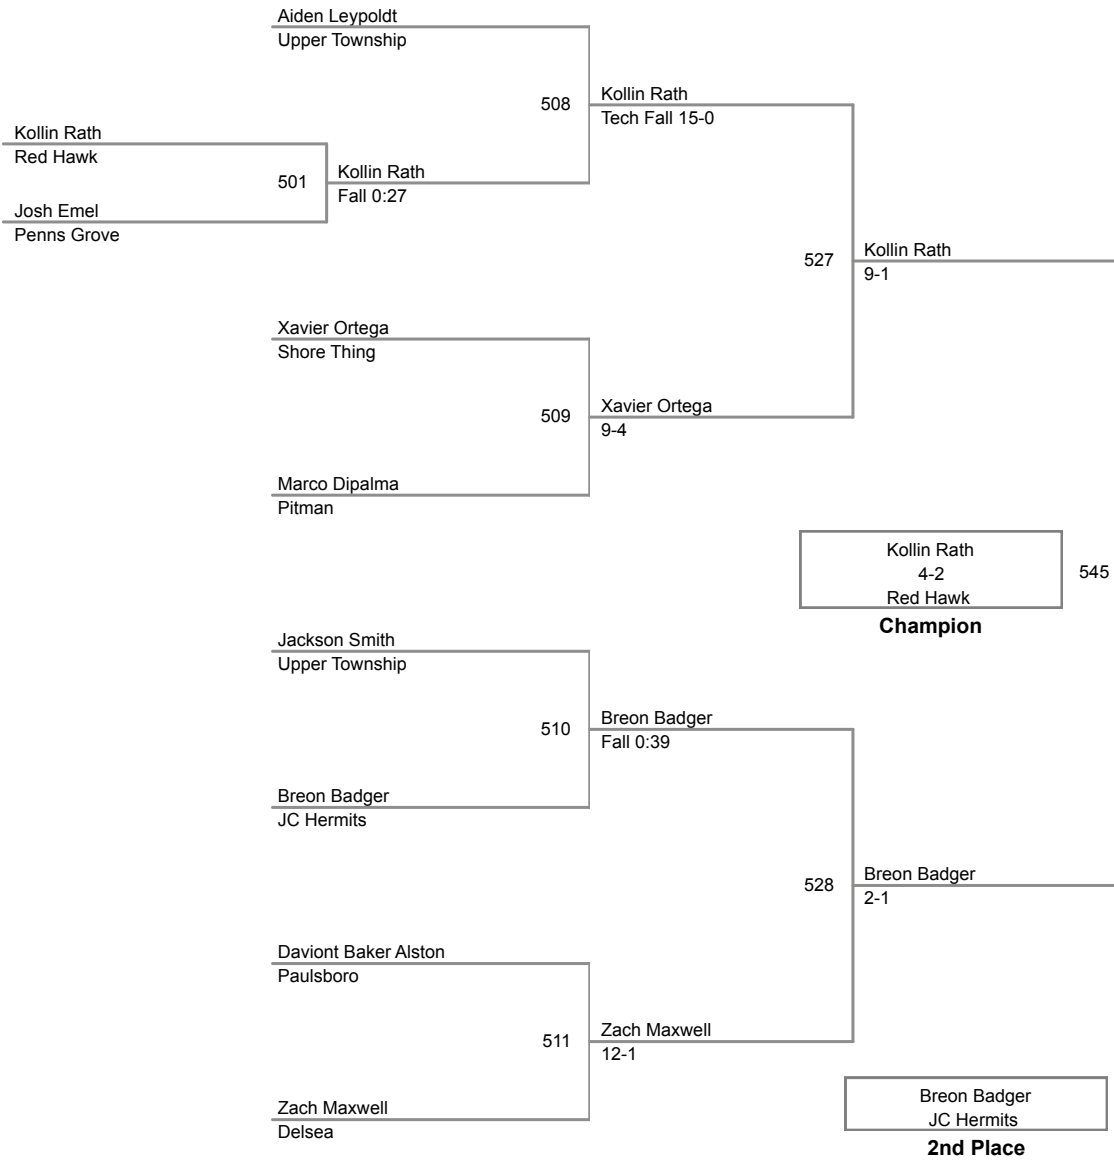 Aiden Leypoldt
Upper Township
508
Kollin Rath
Tech Fall 15-0
Kollin Rath
Red Hawk
501
Kollin Rath
Fall 0:27
Josh Emel
Penns Grove
527
Kollin Rath
9-1
Xavier Ortega
Shore Thing
509
Xavier Ortega
9-4
Marco Dipalma
Pitman
Kollin Rath
4-2
Red Hawk
545
Champion
Jackson Smith
Upper Township
510
Breon Badger
Fall 0:39
Breon Badger
JC Hermits
528
Breon Badger
2-1
Daviont Baker Alston
Paulsboro
511
Zach Maxwell
12-1
Zach Maxwell
Delsea
Breon Badger
JC Hermits
2nd Place